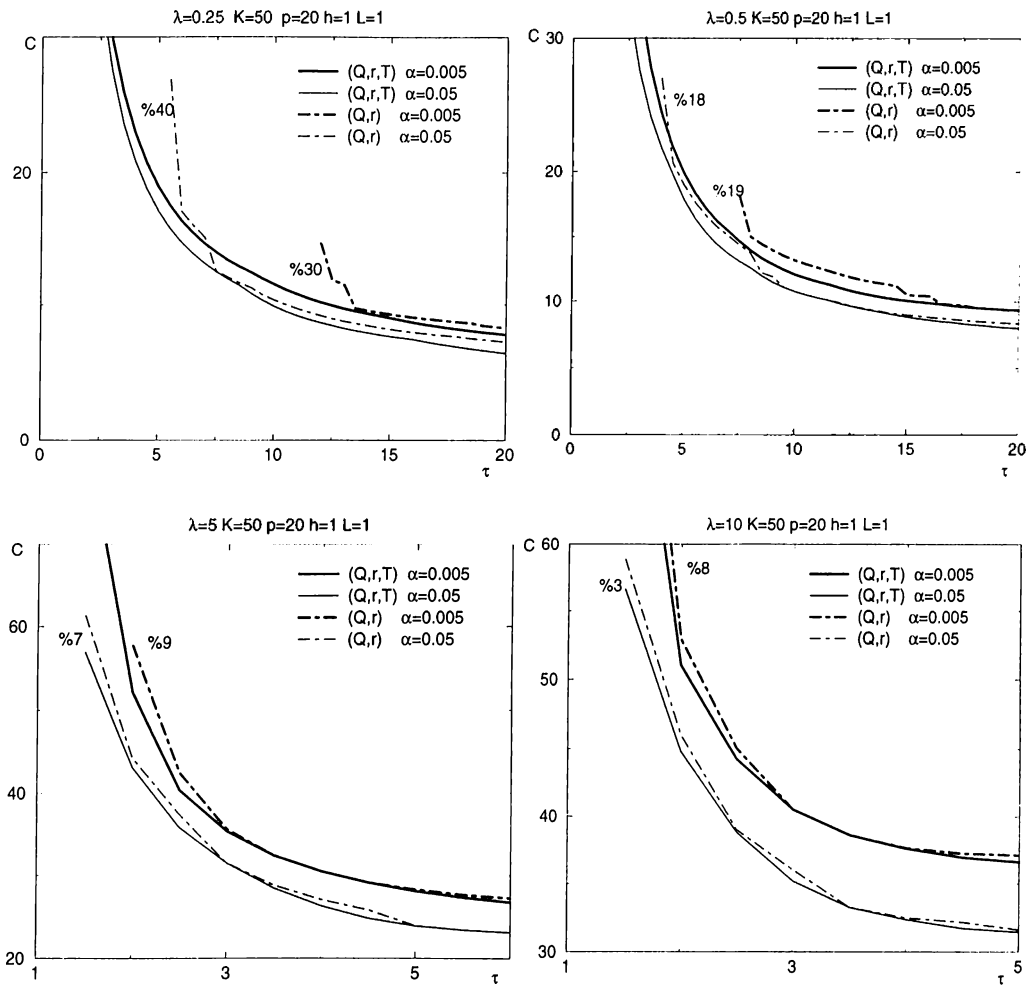 λ=0.25 K=50 p=20 h=1 L=1
C
(Q,r,T) α=0.005
(Q,r,T) α=0.05
(Q,r) α=0.005
(Q,r) α=0.05
%40
20
%30
0
0 5 10 15 20
τ
λ=0.5 K=50 p=20 h=1 L=1
C 30
(Q,r,T) α=0.005
(Q,r,T) α=0.05
(Q,r) α=0.005
(Q,r) α=0.05
%18
20
%19
10
0
0 5 10 15 20
τ
λ=5 K=50 p=20 h=1 L=1
C
(Q,r,T) α=0.005
(Q,r,T) α=0.05
(Q,r) α=0.005
(Q,r) α=0.05
60
%7
%9
40
20
1 3 5
τ
λ=10 K=50 p=20 h=1 L=1
C 60
%8
%3
(Q,r,T) α=0.005
(Q,r,T) α=0.05
(Q,r) α=0.005
(Q,r) α=0.05
50
40
30
1 3 5
τ